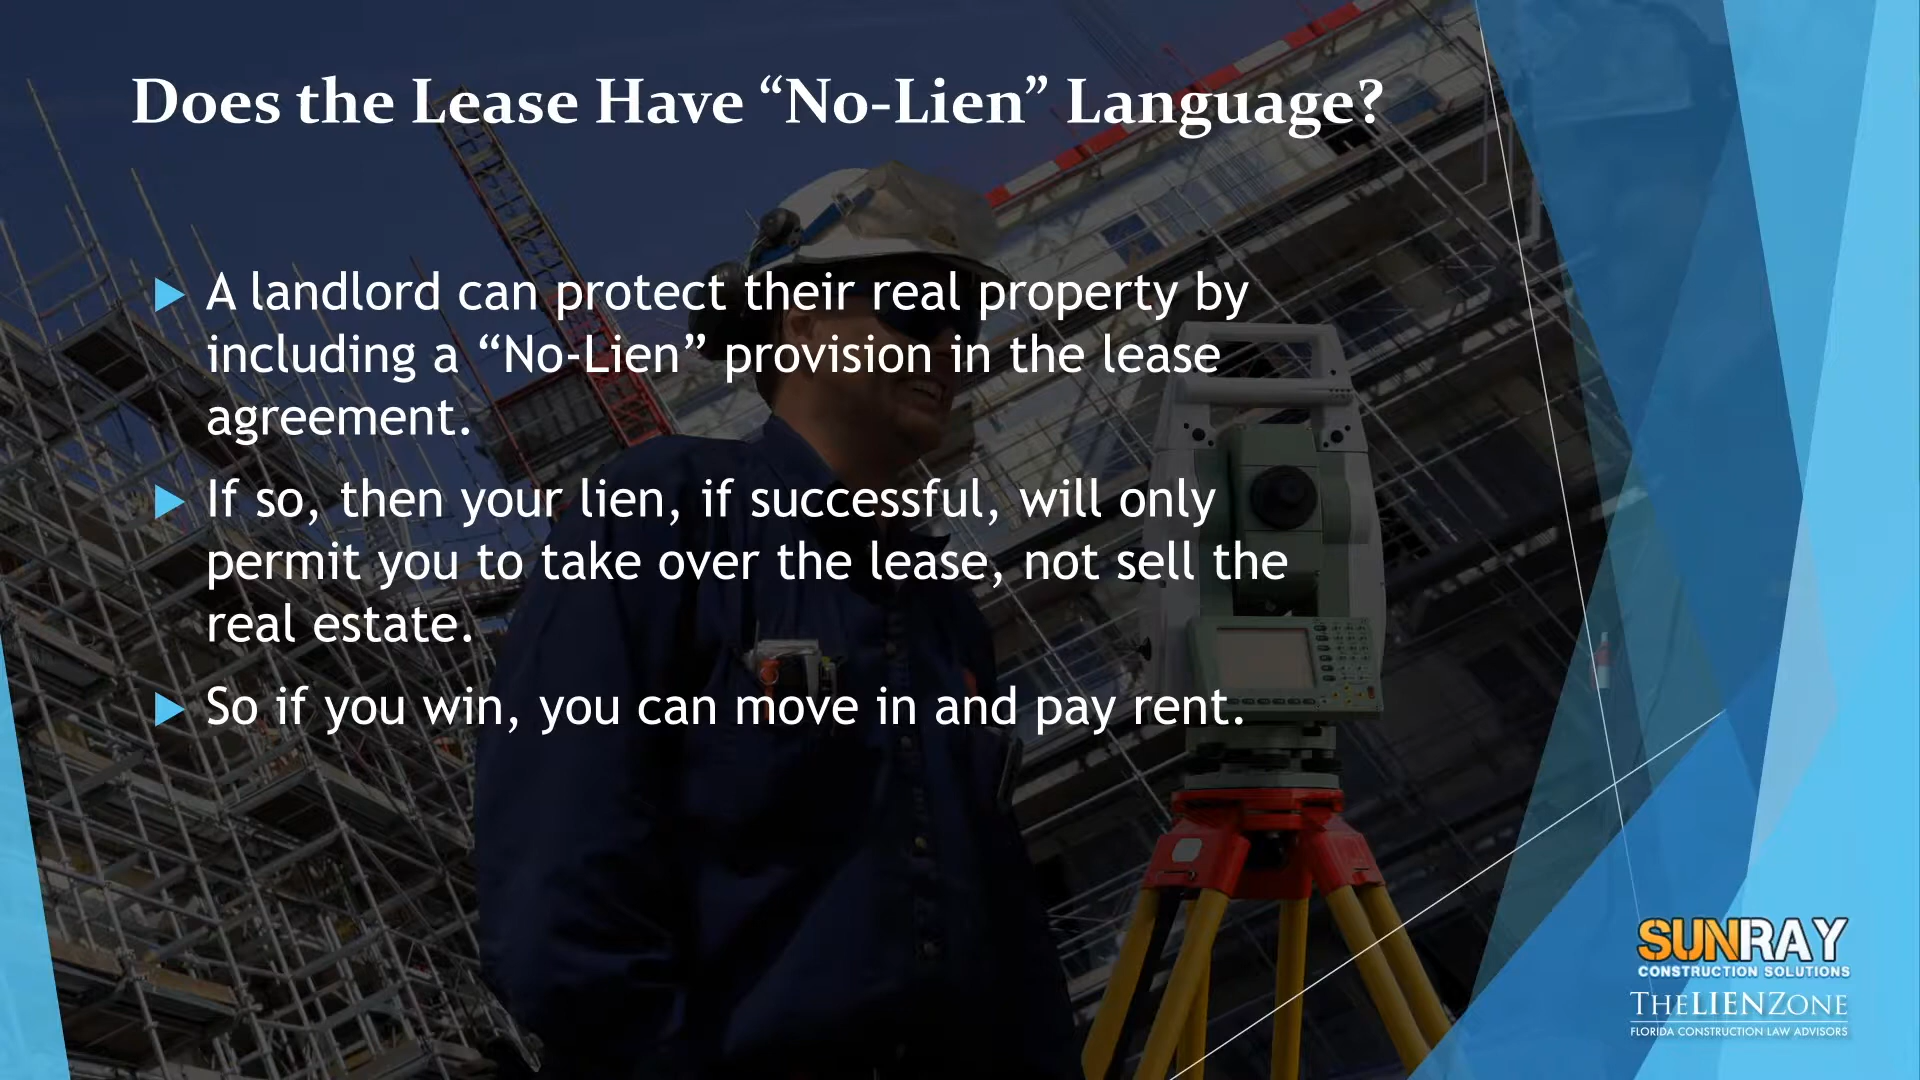 Does the Lease Have “No-Lien” Language?
A landlord can protect their real property by
including a “No-Lien” provision in the lease
agreement.
If so, then your lien, if successful, will only
permit you to take over the lease, not sell the
real estate.
So if you win, you can move in and pay rent.
SUNRAY
CONSTRUCTION SOLUTIONS
THELIENZONE
FLORIDA CONSTRUCTION LAW ADVISORS